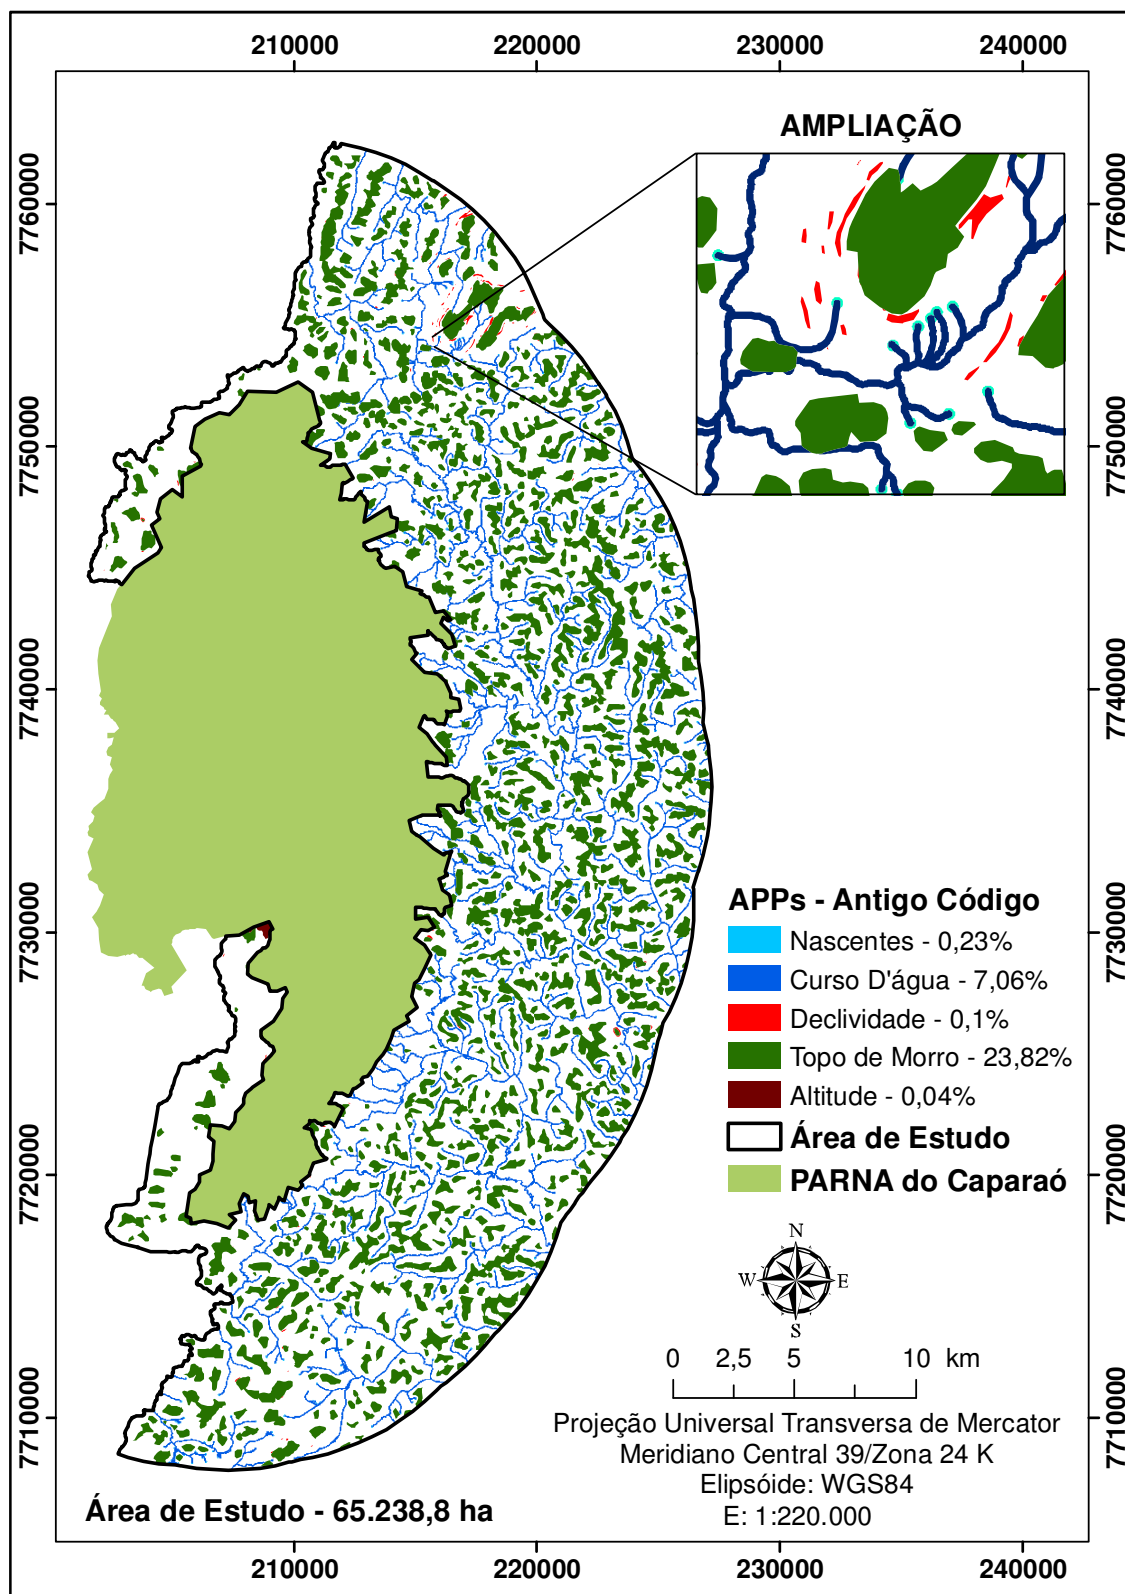 210000 220000 230000 240000
AMPLIAÇÃO
7760000 7760000
7750000 7750000
7740000 7740000
7730000 7730000
7720000 7720000
7710000 7710000
APPs - Antigo Código
Nascentes - 0,23%
Curso D'água - 7,06%
Declividade - 0,1%
Topo de Morro - 23,82%
Altitude - 0,04%
Área de Estudo
PARNA do Caparaó
N
W E
S
0 2,5 5 10 km
Projeção Universal Transversa de Mercator
Meridiano Central 39/Zona 24 K
Elipsóide: WGS84
E: 1:220.000
Área de Estudo - 65.238,8 ha
210000 220000 230000 240000